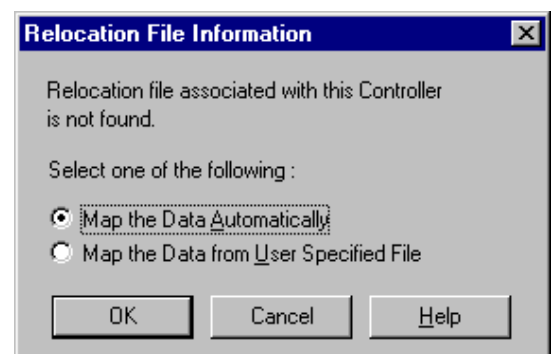 Relocation File Information
Relocation file associated with this Controller
is not found.
Select one of the following :
Map the Data Automatically
Map the Data from User Specified File
OK Cancel Help